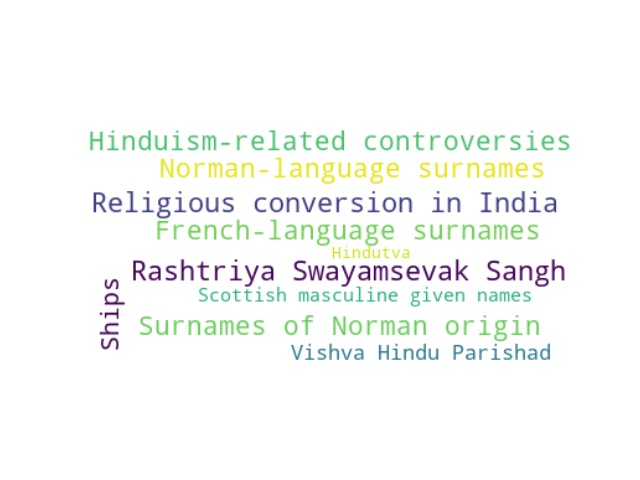 Hinduism-related controversies
Norman-language surnames
Religious conversion in India
French-language surnames
Hindutva
Rashtriya Swayamsevak Sangh
Scottish masculine given names
Ships
Surnames of Norman origin
Vishva Hindu Parishad